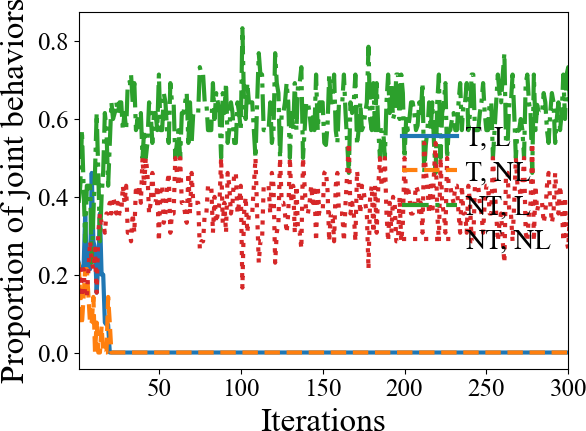 Proportion of joint behaviors
0.8
0.6
0.4
0.2
0.0
T, L
T, NL
NT, L
NT, NL
50
100
150
200
250
300
Iterations